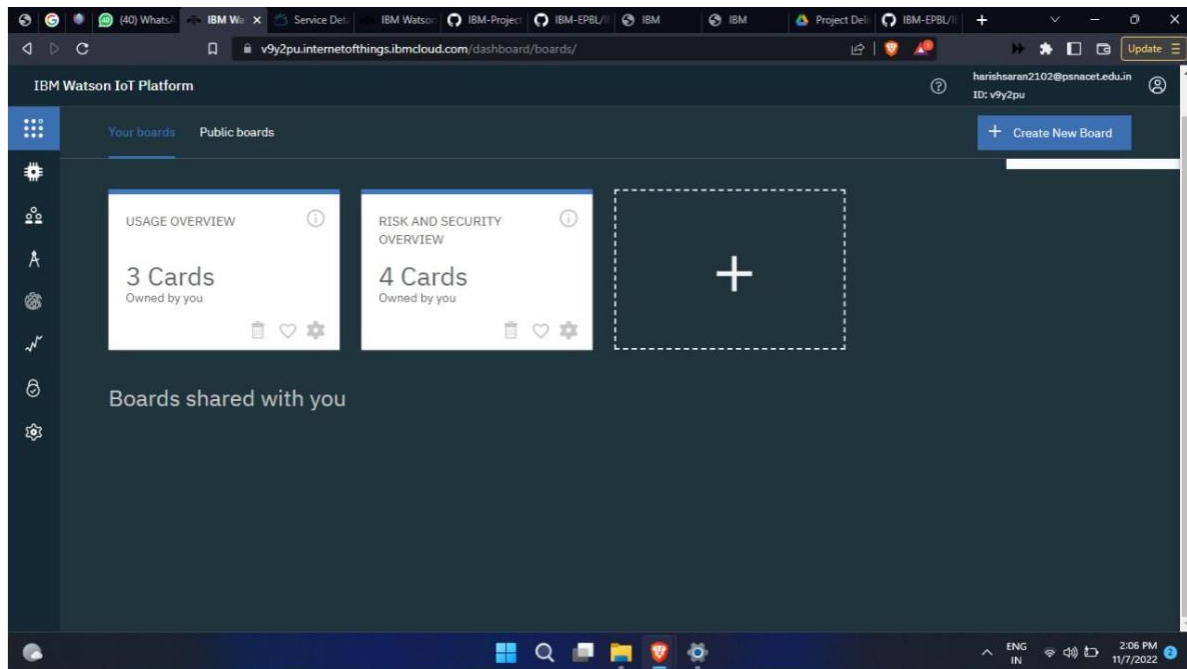 (40) WhatsA
IBM Wa
Service Deta
IBM Watson
IBM-Project
IBM-EPBL/I
IBM
IBM
Project Deli
IBM-EPBL/I
v9y2pu.internetofthings.ibmcloud.com/dashboard/boards/
Update
IBM Watson IoT Platform
harishsaran2102@psnacet.edu.in
ID: v9y2pu
Your boards
Public boards
Create New Board
USAGE OVERVIEW
3 Cards
Owned by you
RISK AND SECURITY
OVERVIEW
4 Cards
Owned by you
Boards shared with you
ENG
IN
2:06 PM
11/7/2022
2